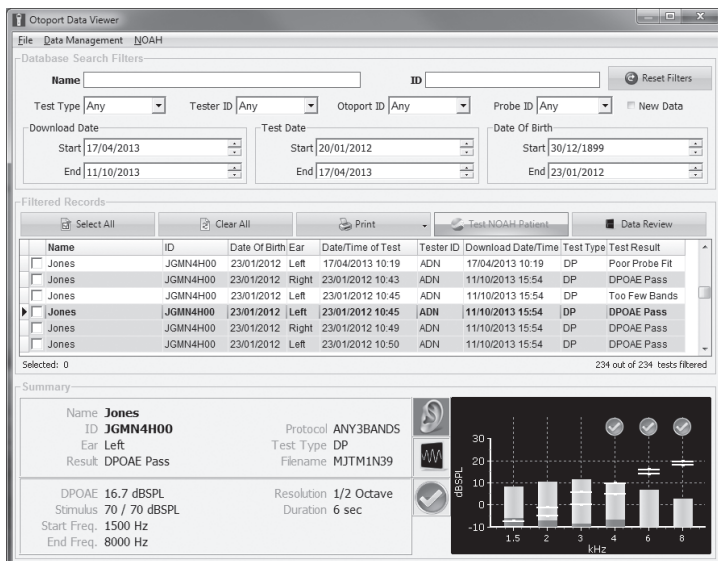 Otoport Data Viewer
File Data Management NOAH
Database Search Filters
Name ID Reset Filters
Test Type Any Tester ID Any Otoport ID Any Probe ID Any New Data
Download Date Test Date Date Of Birth
Start 17/04/2013 Start 20/01/2012 Start 30/12/1899
End 11/10/2013 End 17/04/2013 End 23/01/2012
Filtered Records
Select All Clear All Print Test NOAH Patient Data Review
Name ID Date Of Birth Ear Date/Time of Test Tester ID Download Date/Time Test Type Test Result
Jones JGMN4H00 23/01/2012 Left 17/04/2013 10:19 ADN 17/04/2013 10:19 DP Poor Probe Fit
Jones JGMN4H00 23/01/2012 Right 23/01/2012 10:43 ADN 11/10/2013 15:54 DP DPOAE Pass
Jones JGMN4H00 23/01/2012 Left 23/01/2012 10:45 ADN 11/10/2013 15:54 DP Too Few Bands
Jones JGMN4H00 23/01/2012 Left 23/01/2012 10:45 ADN 11/10/2013 15:54 DP DPOAE Pass
Jones JGMN4H00 23/01/2012 Right 23/01/2012 10:49 ADN 11/10/2013 15:54 DP DPOAE Pass
Jones JGMN4H00 23/01/2012 Left 23/01/2012 10:50 ADN 11/10/2013 15:54 DP DPOAE Pass
Selected: 0 234 out of 234 tests filtered
Summary
Name Jones
ID JGMN4H00 Protocol ANY3BANDS
Ear Left Test Type DP
Result DPOAE Pass Filename MJTM1N39
DPOAE 16.7 dBSPL Resolution 1/2 Octave
Stimulus 70 / 70 dBSPL Duration 6 sec
Start Freq. 1500 Hz
End Freq. 8000 Hz
dBSPL
30
20
10
0
-10
1.5 2 3 4 6 8
kHz